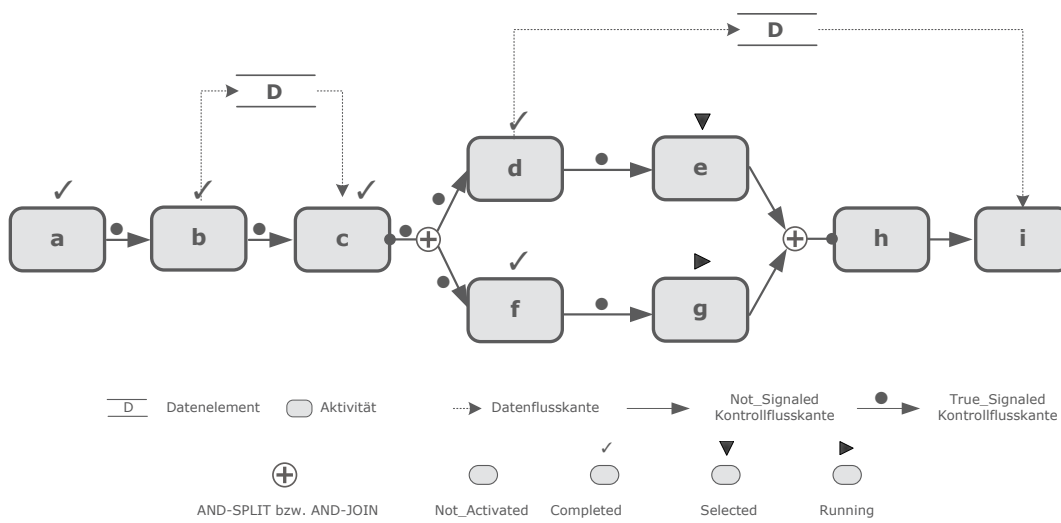 D
D
d
e
a
b
c
h
i
f
g
D
Datenelement
Aktivität
Datenflusskante
Not_Signaled
Kontrollflusskante
True_Signaled
Kontrollflusskante
AND-SPLIT bzw. AND-JOIN
Not_Activated
Completed
Selected
Running